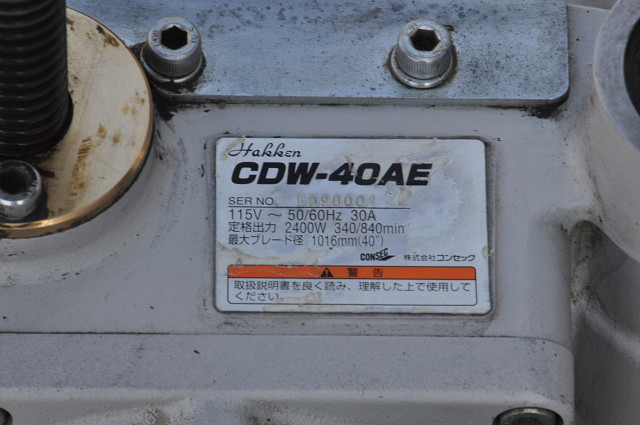 Hakken
CDW-40AE
SER NO.
115V ～ 50/60Hz 30A
定格出力 2400W 340/840min
最大ブレード径 1016mm(40")
CONSEC 株式会社コンセック
警告
取扱説明書を良く読み、理解した上で使用して
ください。